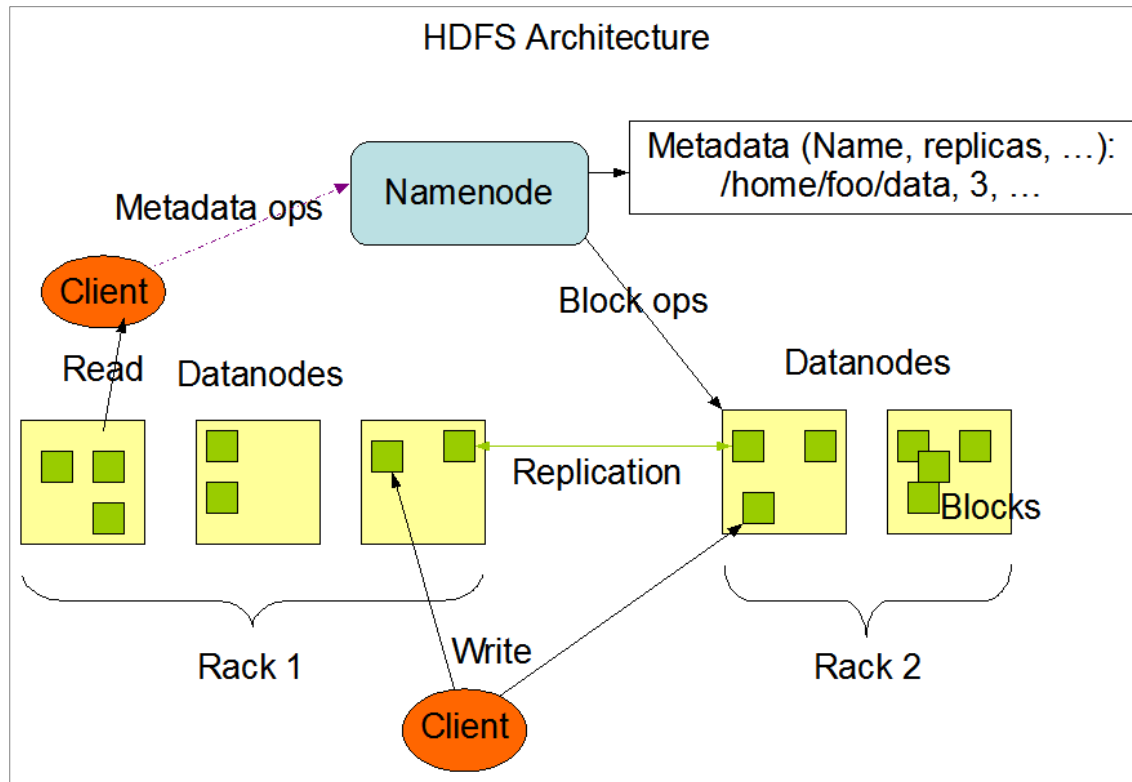 HDFS Architecture
Metadata (Name, replicas, …):
/home/foo/data, 3, …
Namenode
Metadata ops
Client
Block ops
Read
Datanodes
Datanodes
Replication
Blocks
Rack 1
Write
Rack 2
Client